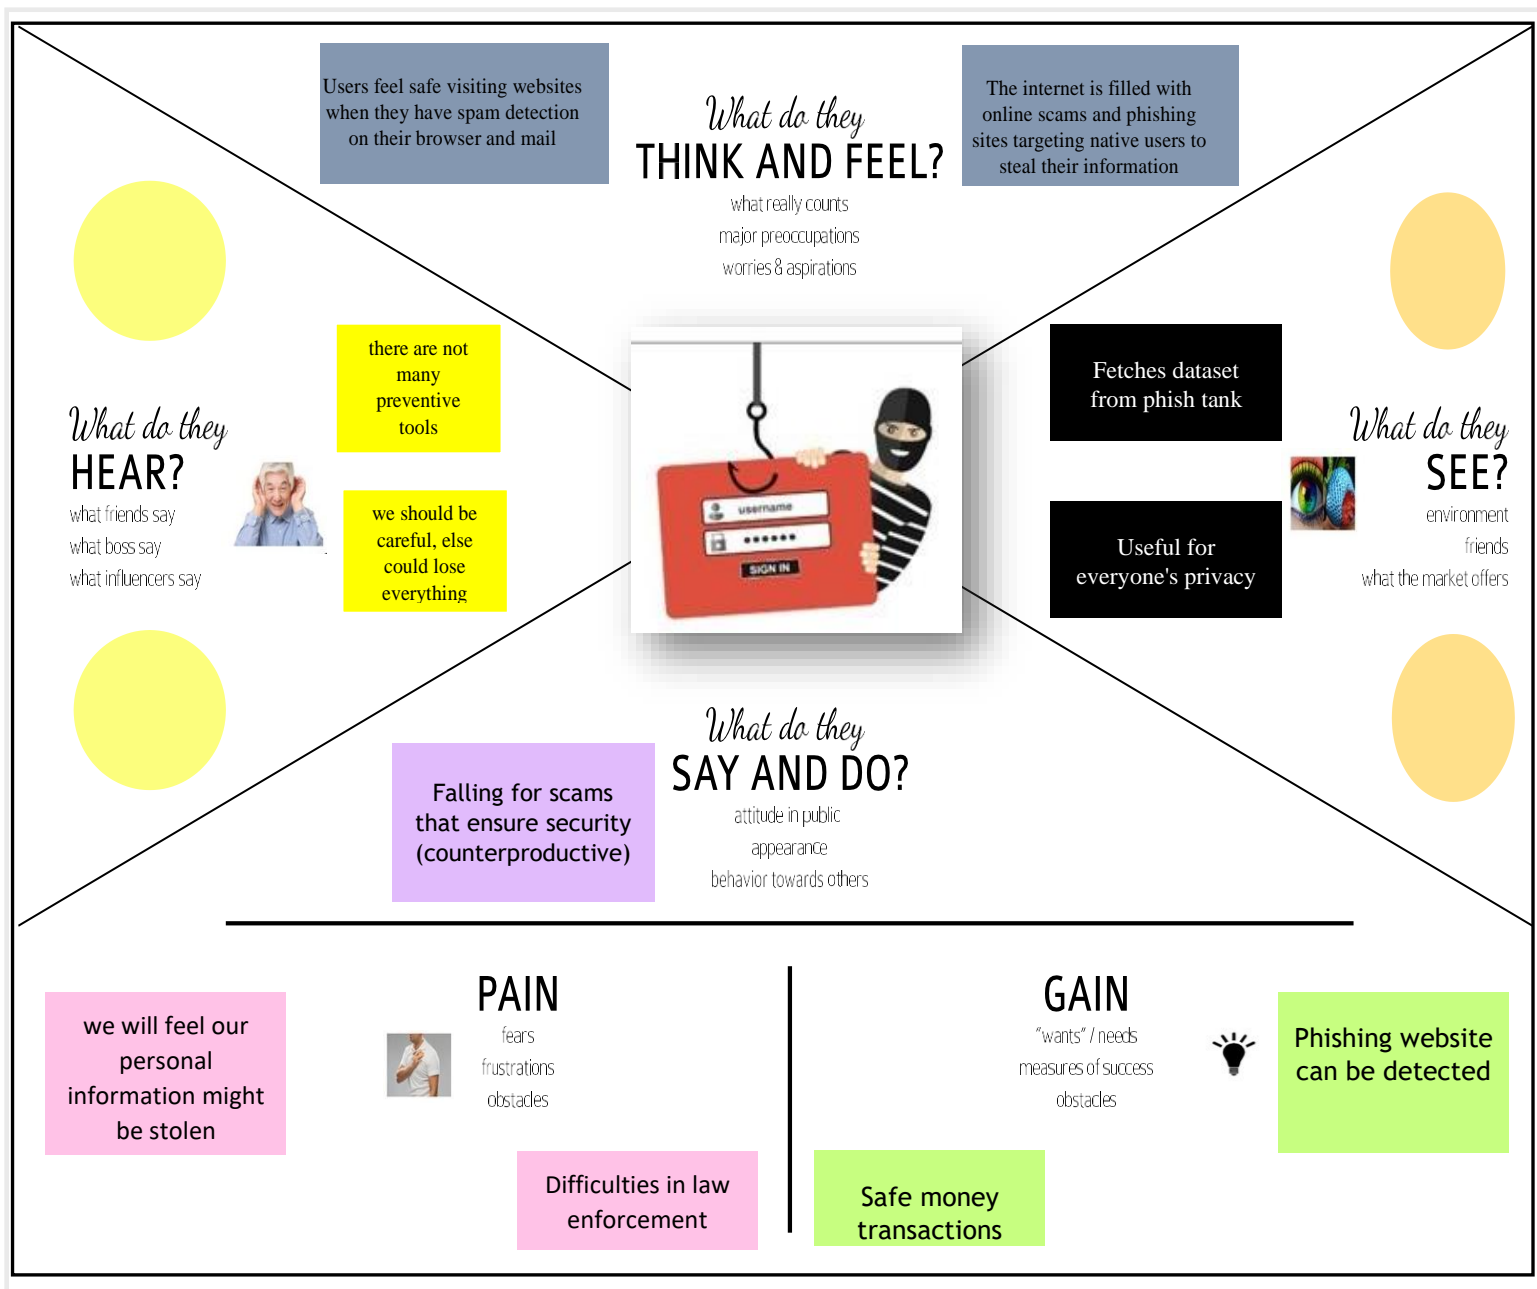 Users feel safe visiting websites
when they have spam detection
on their browser and mail
What do they
THINK AND FEEL?
what really counts
major preoccupations
worries & aspirations
The internet is filled with
online scams and phishing
sites targeting native users to
steal their information
What do they
HEAR?
what friends say
what boss say
what influencers say
there are not
many
preventive
tools
we should be
careful, else
could lose
everything
username
SIGN IN
Fetches dataset
from phish tank
Useful for
everyone's privacy
What do they
SEE?
environment
friends
what the market offers
What do they
SAY AND DO?
attitude in public
appearance
behavior towards others
Falling for scams
that ensure security
(counterproductive)
PAIN
fears
frustrations
obstacles
we will feel our
personal
information might
be stolen
Difficulties in law
enforcement
GAIN
"wants" / needs
measures of success
obstacles
Phishing website
can be detected
Safe money
transactions